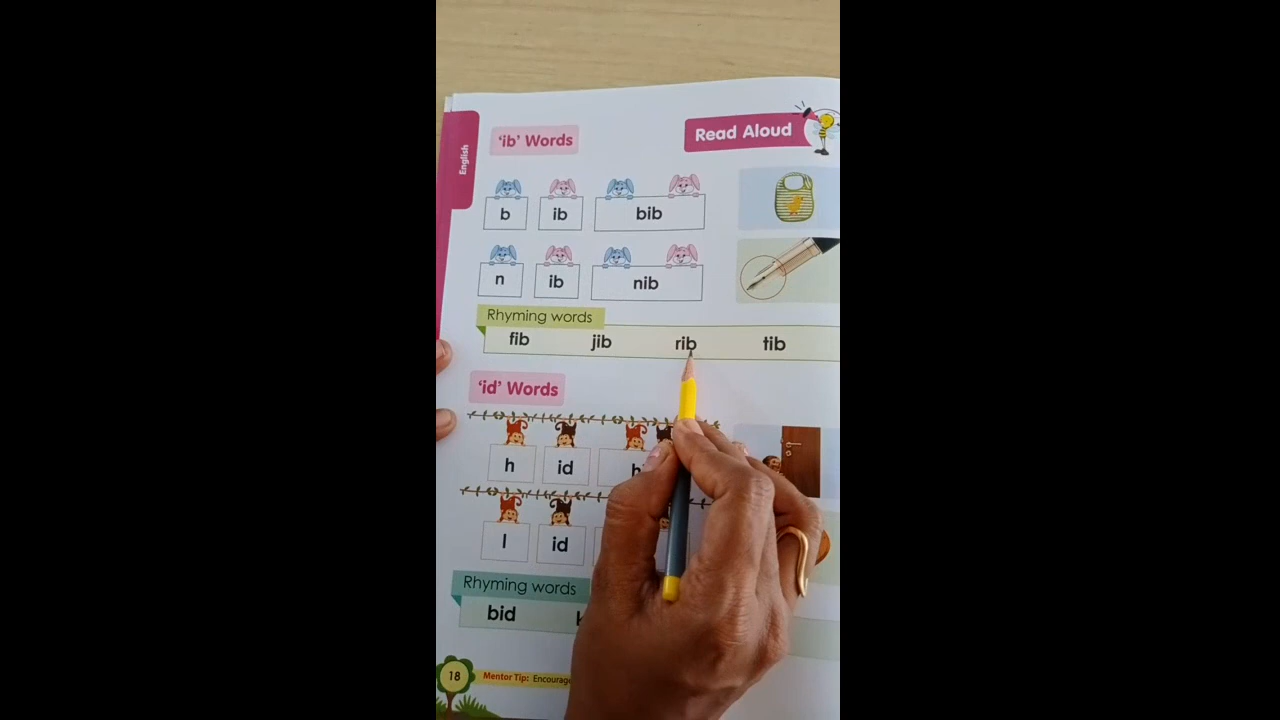 English
'ib' Words
Read Aloud
b ib bib
n ib nib
Rhyming words
fib jib rib tib
'id' Words
h id
l id
Rhyming words
bid
18
Mentor Tip: Encourage